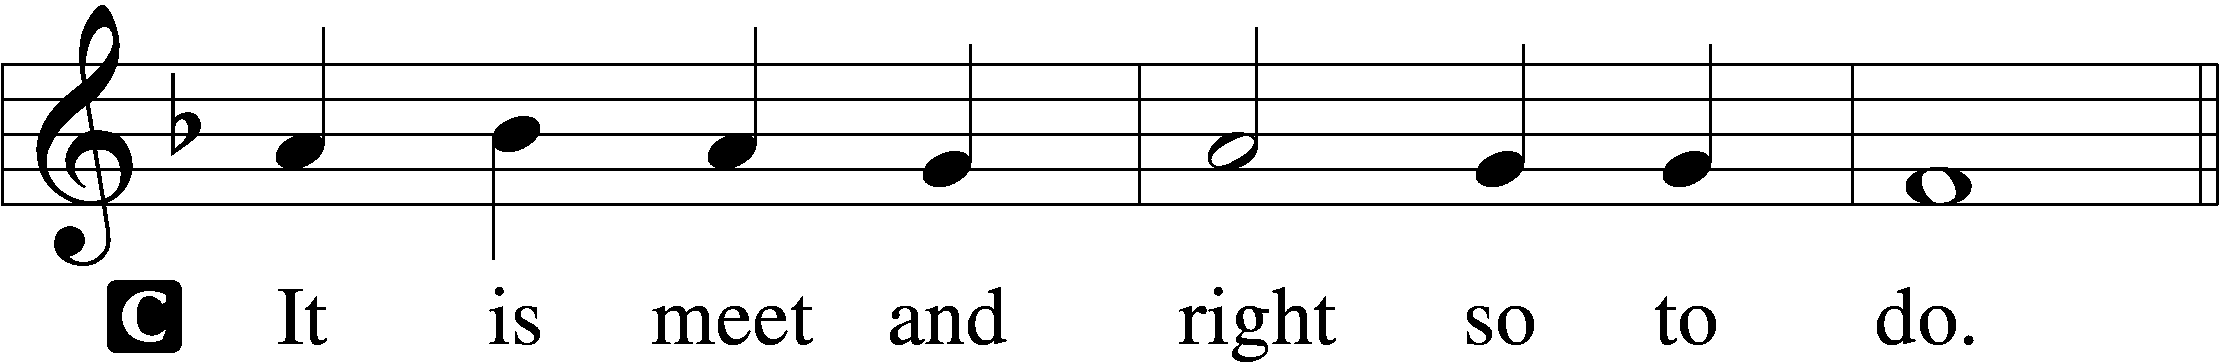 C It is meet and right so to do.